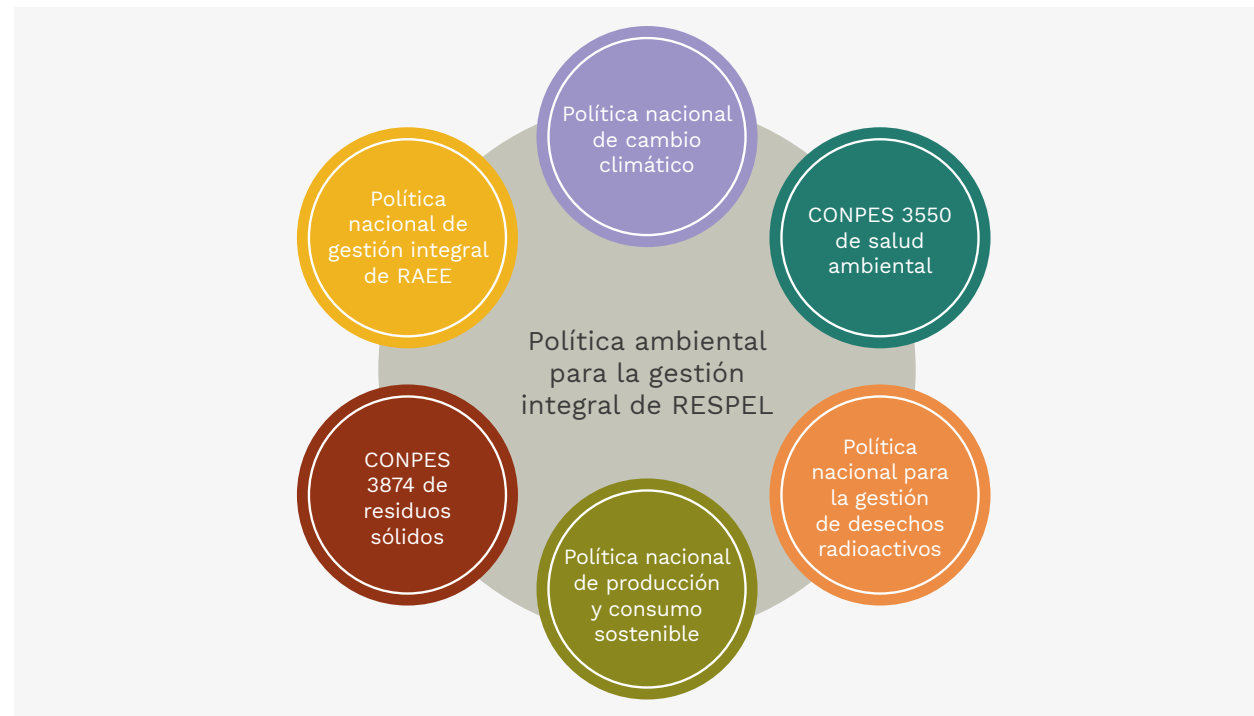 Política nacional
de cambio
climático
CONPES 3550
de salud
ambiental
Política
nacional para
la gestión
de desechos
radioactivos
Política nacional
de producción
y consumo
sostenible
CONPES
3874 de
residuos
sólidos
Política
nacional de
gestión integral
de RAEE
Política ambiental
para la gestión
integral de RESPEL